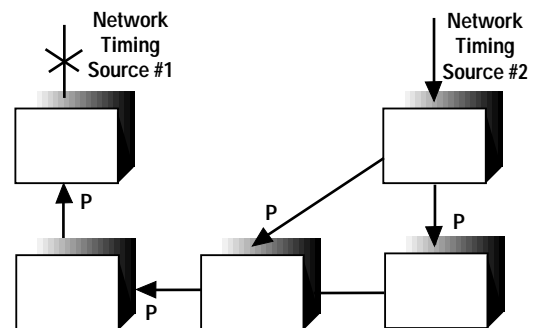 Network
Timing
Source #1
Network
Timing
Source #2
P
P
P
P